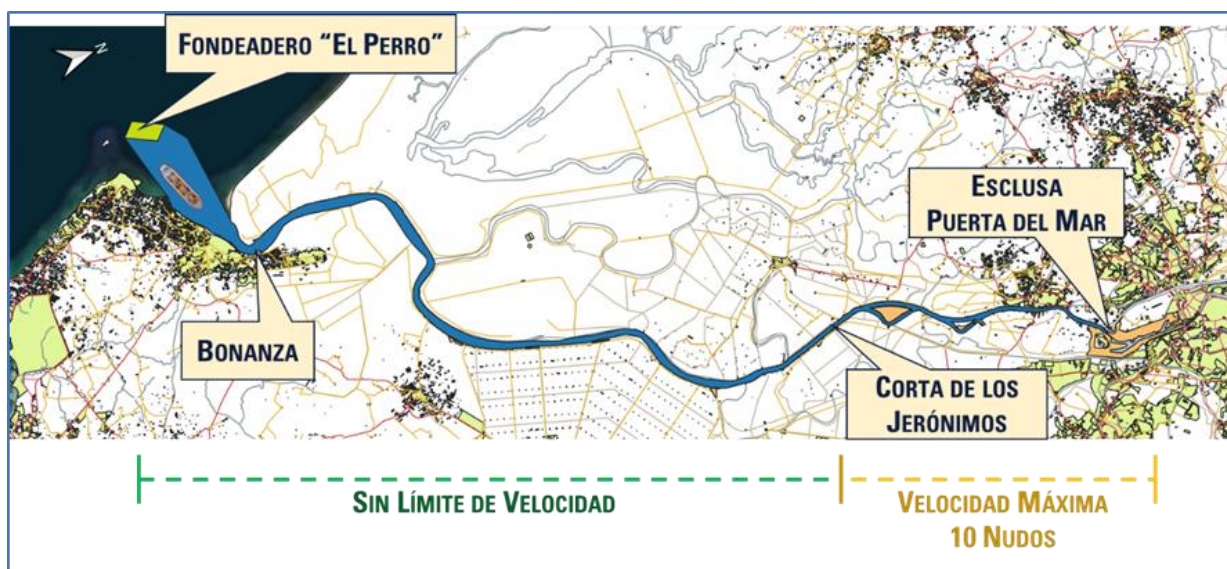 N
FONDEADERO "EL PERRO"
ESCLUSA
PUERTA DEL MAR
BONANZA
CORTA DE LOS
JERÓNIMOS
SIN LÍMITE DE VELOCIDAD
VELOCIDAD MÁXIMA
10 NUDOS